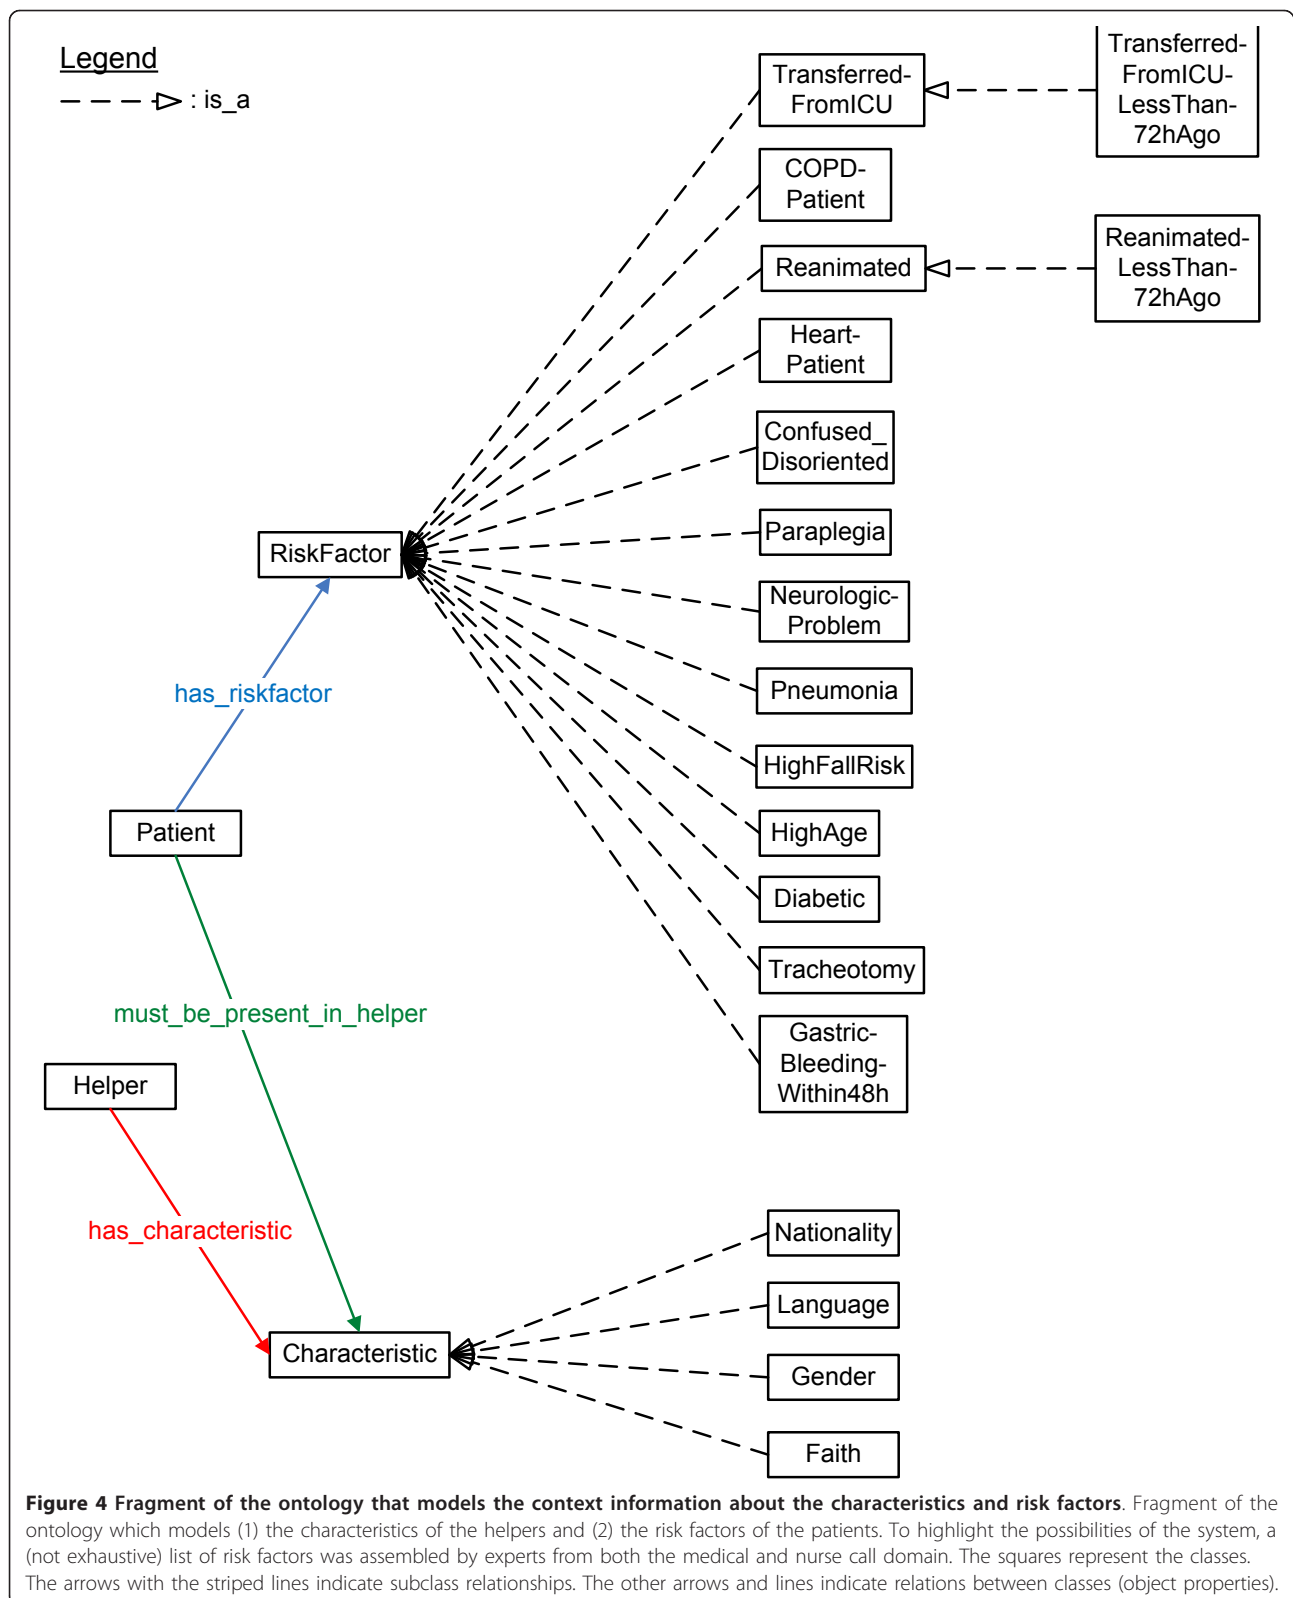 Legend
: is_a
Transferred-
FromICU
Transferred-
FromICU-
LessThan-
72hAgo
COPD-
Patient
Reanimated
Reanimated-
LessThan-
72hAgo
Heart-
Patient
Confused_
Disoriented
Paraplegia
RiskFactor
Neurologic-
Problem
Pneumonia
has_riskfactor
HighFallRisk
Patient
HighAge
Diabetic
Tracheotomy
must_be_present_in_helper
Gastric-
Bleeding-
Within48h
Helper
Nationality
has_characteristic
Language
Characteristic
Gender
Faith
Figure 4 Fragment of the ontology that models the context information about the characteristics and risk factors. Fragment of the
ontology which models (1) the characteristics of the helpers and (2) the risk factors of the patients. To highlight the possibilities of the system, a
(not exhaustive) list of risk factors was assembled by experts from both the medical and nurse call domain. The squares represent the classes.
The arrows with the striped lines indicate subclass relationships. The other arrows and lines indicate relations between classes (object properties).